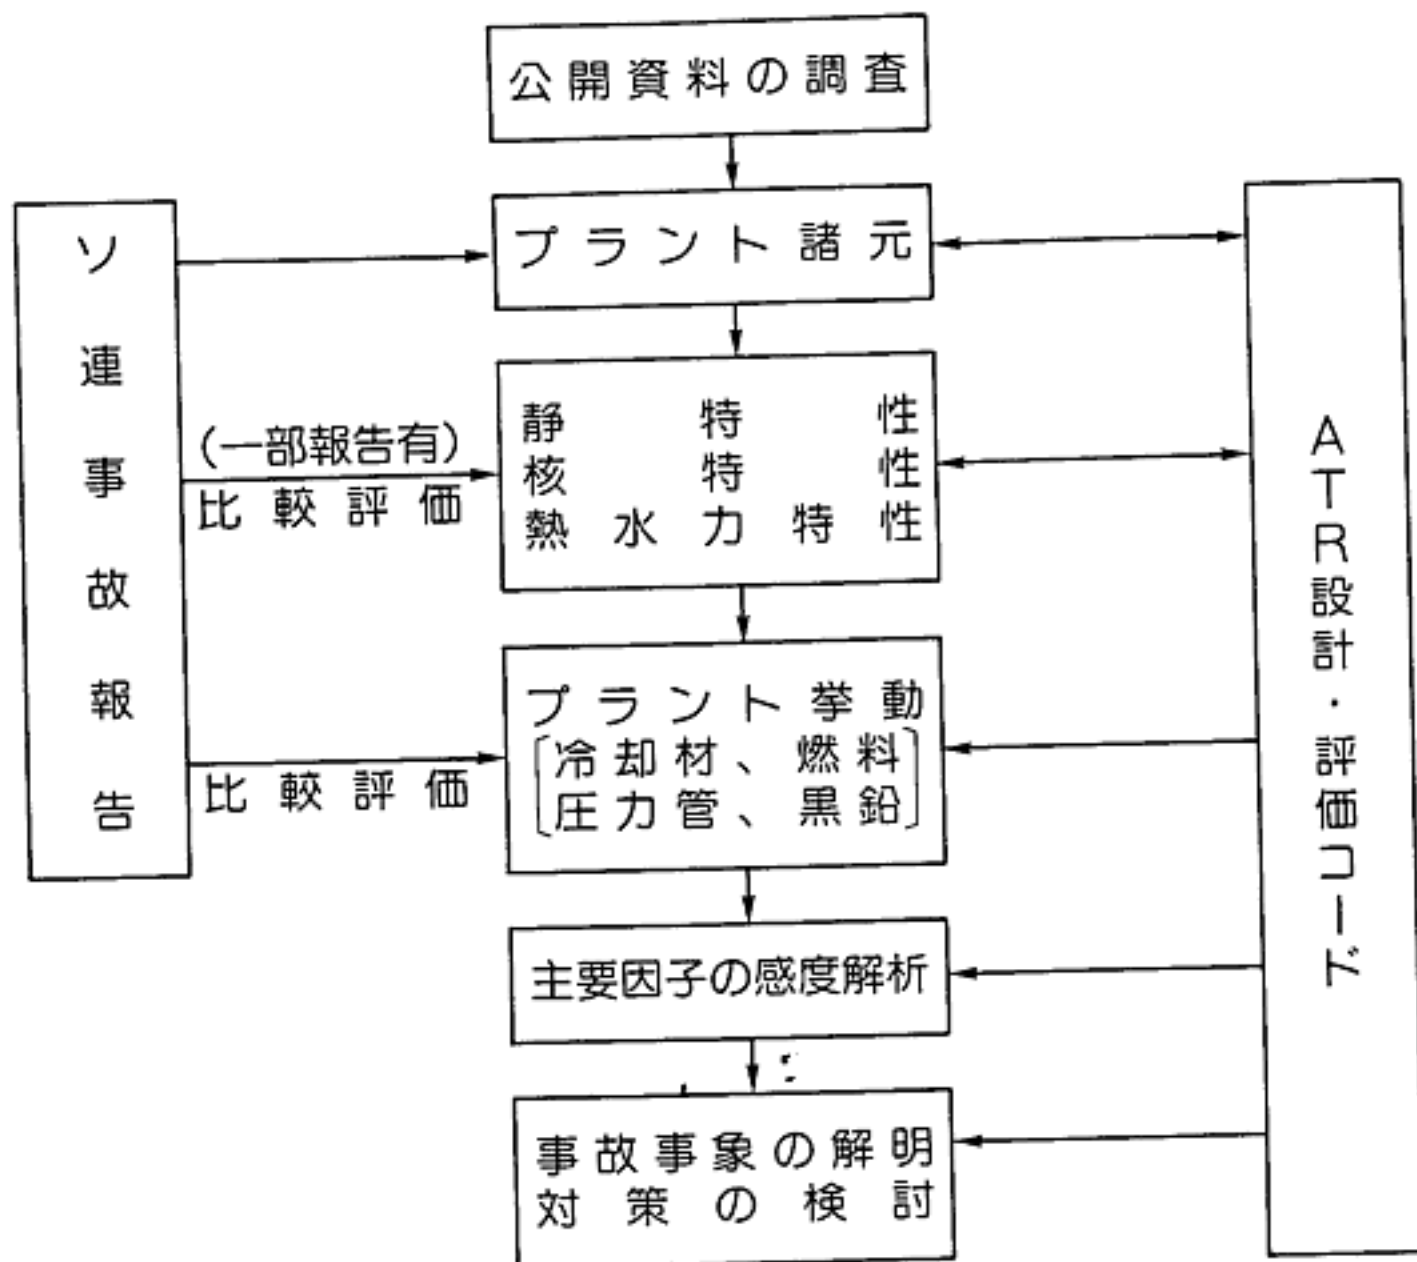 公開資料の調査
プラント諸元
ソ連事故報告
(一部報告有)
比較評価
静特性
核特性
熱水力特性
比較評価
プラント挙動
冷却材、燃料
圧力管、黒鉛
主要因子の感度解析
事故事象の解明
対策の検討
ATR設計・評価コード